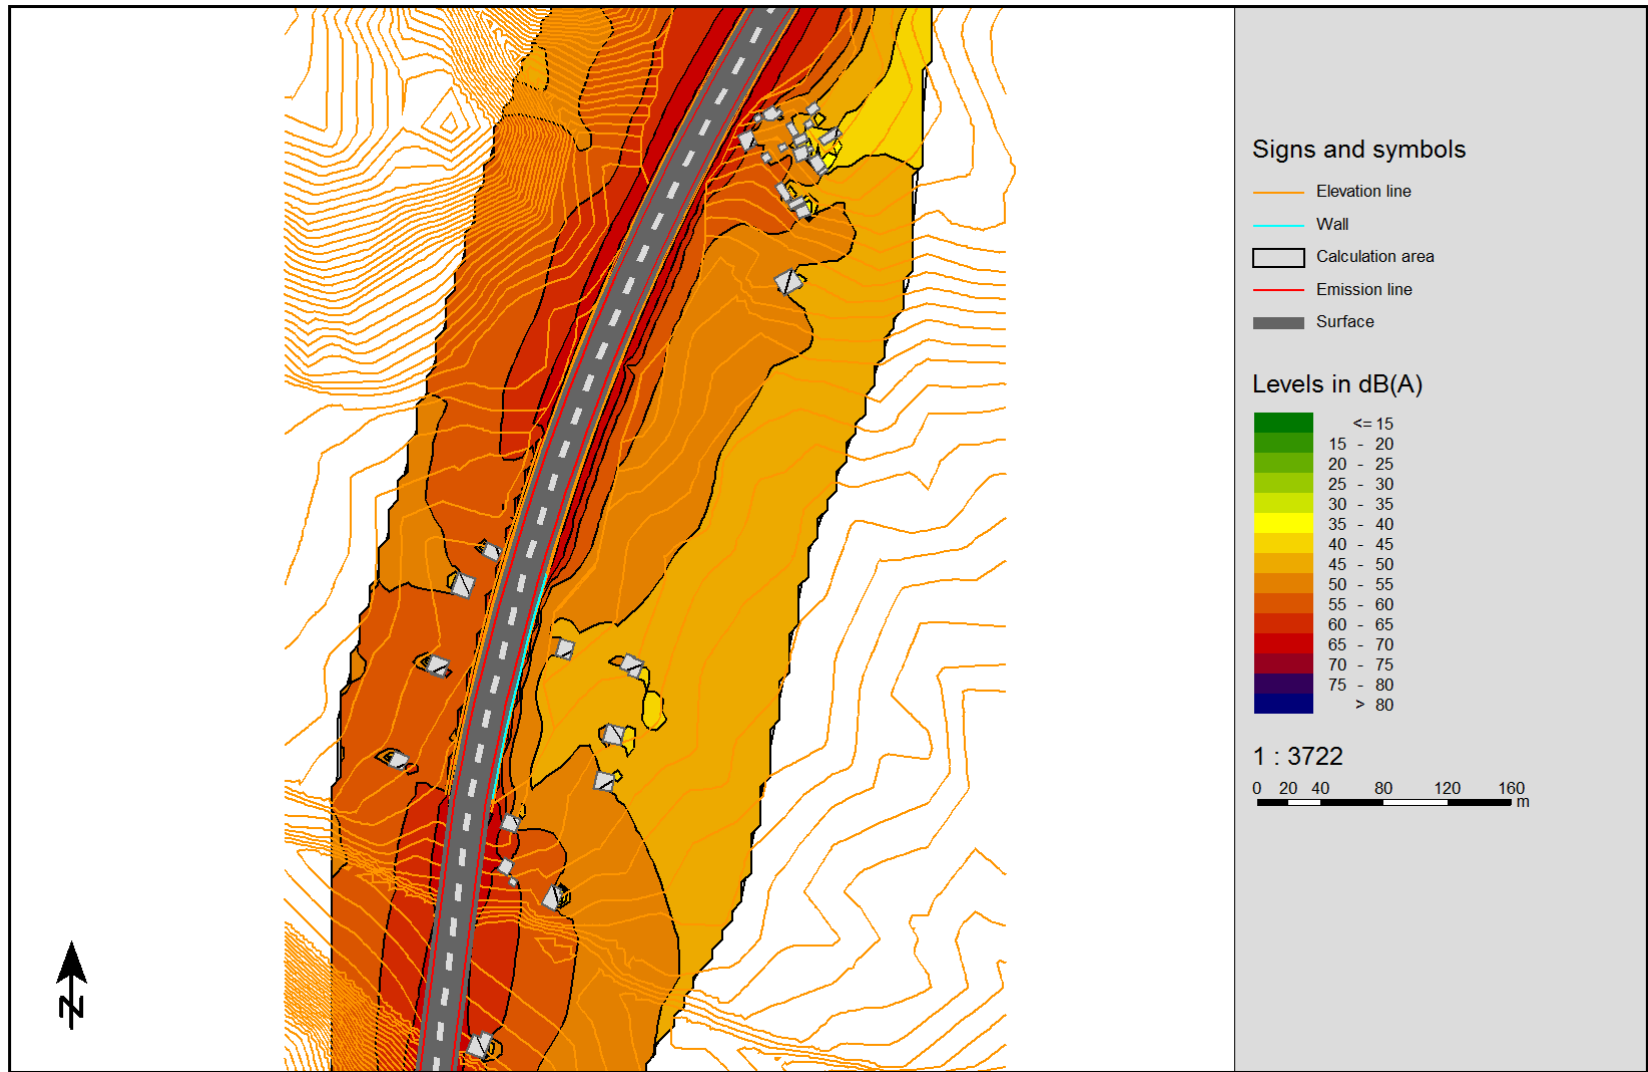 Signs and symbols
Elevation line
Wall
Calculation area
Emission line
Surface
Levels in dB(A)
<= 15
15 - 20
20 - 25
25 - 30
30 - 35
35 - 40
40 - 45
45 - 50
50 - 55
55 - 60
60 - 65
65 - 70
70 - 75
75 - 80
> 80
1 : 3722
0 20 40 80 120 160
m
N